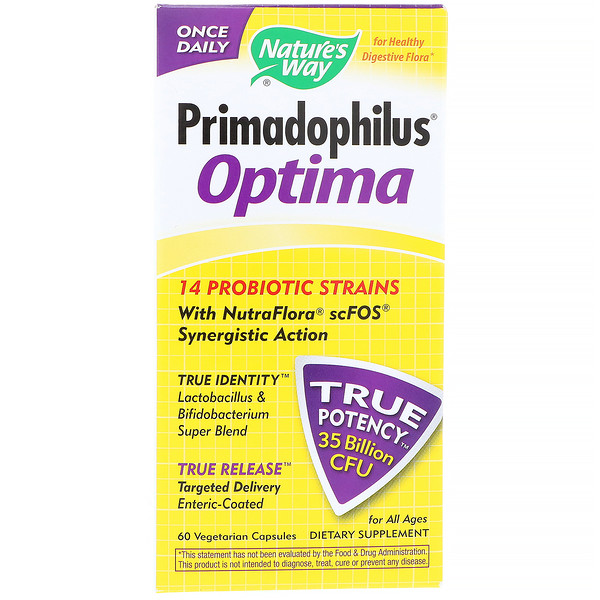 ONCE
DAILY
NATURE'S
WAY®
for Healthy
Digestive Flora*
Primadophilus®
Optima
14 PROBIOTIC STRAINS
With NutraFlora® scFOS®
Synergistic Action
TRUE IDENTITY™
Lactobacillus &
Bifidobacterium
Super Blend
TRUE RELEASE™
Targeted Delivery
Enteric-Coated
TRUE
POTENCY™
35 Billion
CFU
for All Ages
60 Vegetarian Capsules
DIETARY SUPPLEMENT
*This statement has not been evaluated by the Food & Drug Administration.
This product is not intended to diagnose, treat, cure or prevent any disease.